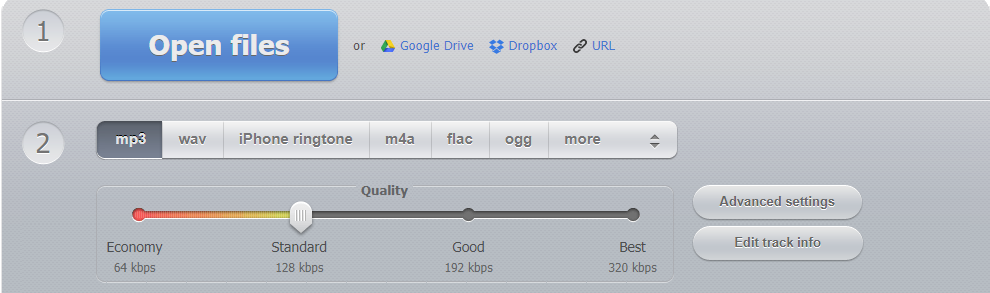 1
Open files
or Google Drive Dropbox URL
2
mp3 wav iPhone ringtone m4a flac ogg more
Quality
Economy Standard Good Best
64 kbps 128 kbps 192 kbps 320 kbps
Advanced settings
Edit track info